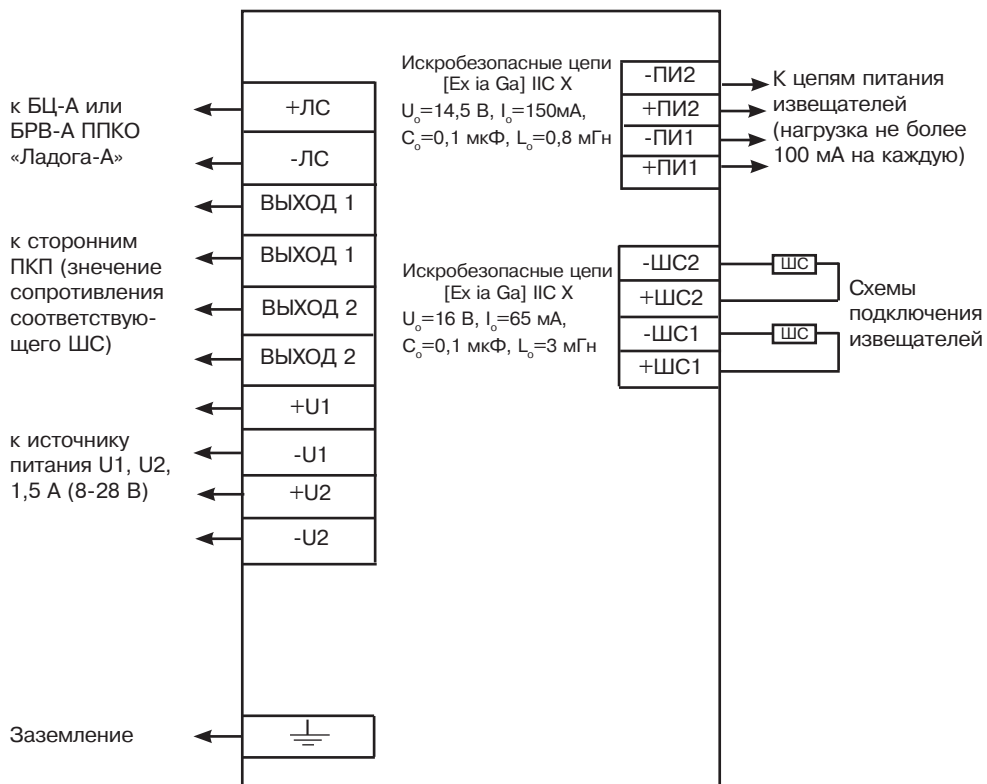 к БЦ-А или
БРВ-А ППКО
«Ладога-А»
+ЛС
-ЛС
ВЫХОД 1
к сторонним
ПКП (знечение
сопротивления
соответствую-
щего ШС)
ВЫХОД 1
ВЫХОД 2
ВЫХОД 2
к источнику
питания U1, U2,
1,5 А (8-28 В)
+U1
-U1
+U2
-U2
Заземление
Искробезопасные цепи
[Ex ia Ga] IIC X
Uo=14,5 В, Io=150мА,
Co=0,1 мкФ, Lo=0,8 мГн
-ПИ2
+ПИ2
-ПИ1
+ПИ1
К цепям питания
извещателей
(нагрузка не более
100 мА на каждую)
Искробезопасные цепи
[Ex ia Ga] IIC X
Uo=16 В, Io=65 мА,
Co=0,1 мкФ, Lo=3 мГн
-ШС2
+ШС2
-ШС1
+ШС1
ШС
ШС
Схемы
подключения
извещателей